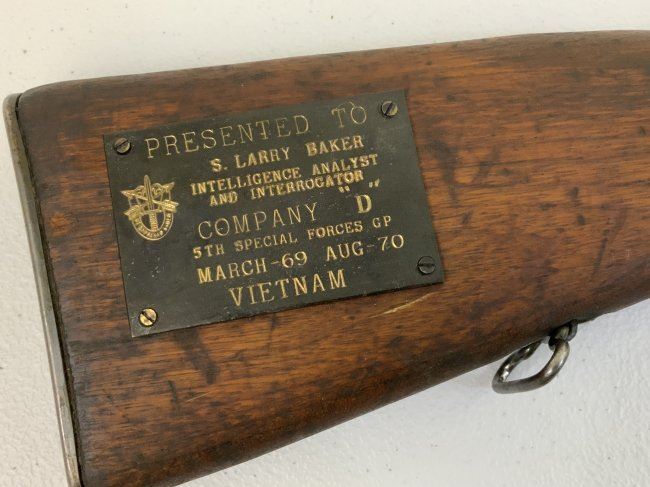 PRESENTED TO
S. LARRY BAKER
INTELLIGENCE ANALYST
AND INTERROGATOR
COMPANY "D"
5TH SPECIAL FORCES GP
MARCH-69 AUG-70
VIETNAM